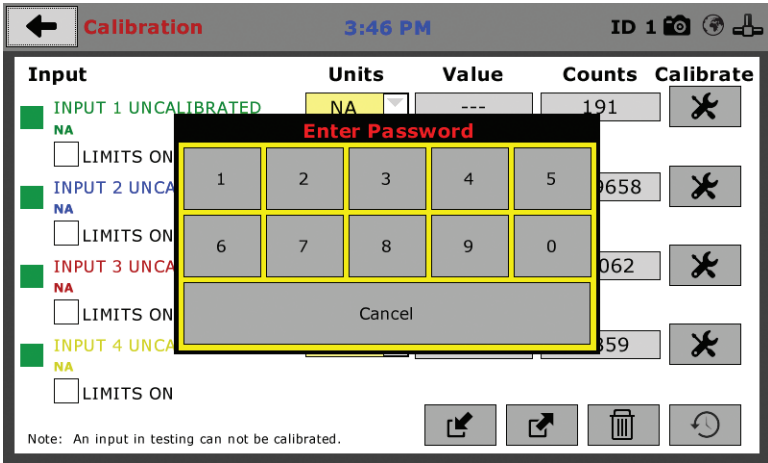 Calibration 3:46 PM ID 1
Input Units Value Counts Calibrate
INPUT 1 UNCALIBRATED NA --- 191
NA
Enter Password
LIMITS ON
1 2 3 4 5
INPUT 2 UNCA 9658
NA
LIMITS ON
6 7 8 9 0
INPUT 3 UNCA 062
NA
LIMITS ON
Cancel
INPUT 4 UNCA 359
NA
LIMITS ON
Note: An input in testing can not be calibrated.